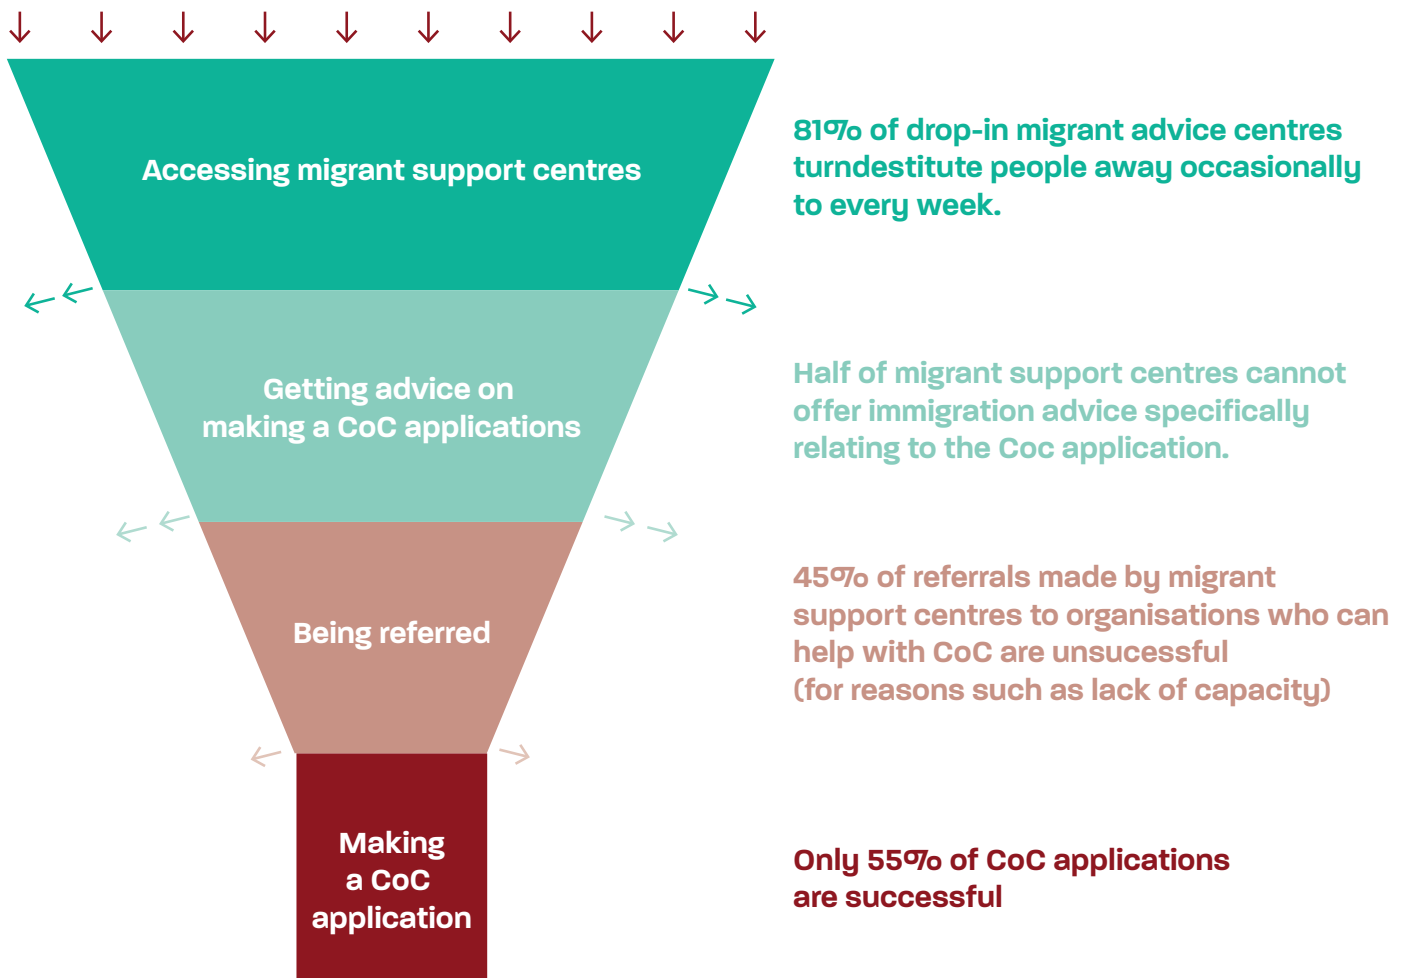 Accessing migrant support centres
81% of drop-in migrant advice centres
turndestitute people away occasionally
to every week.
Getting advice on
making a CoC applications
Half of migrant support centres cannot
offer immigration advice specifically
relating to the Coc application.
Being referred
45% of referrals made by migrant
support centres to organisations who can
help with CoC are unsucessful
(for reasons such as lack of capacity)
Making
a CoC
application
Only 55% of CoC applications
are successful